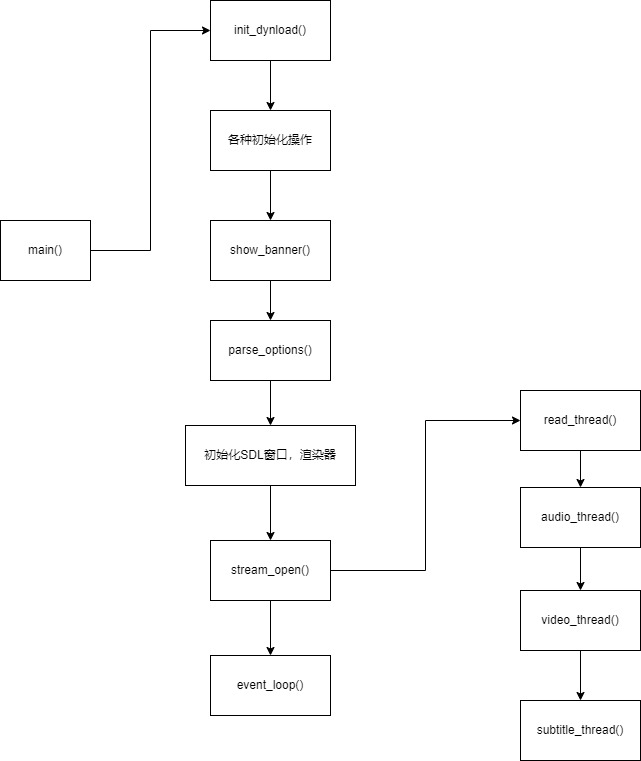 main()
init_dynload()
各种初始化操作
show_banner()
parse_options()
初始化SDL窗口，渲染器
stream_open()
event_loop()
read_thread()
audio_thread()
video_thread()
subtitle_thread()